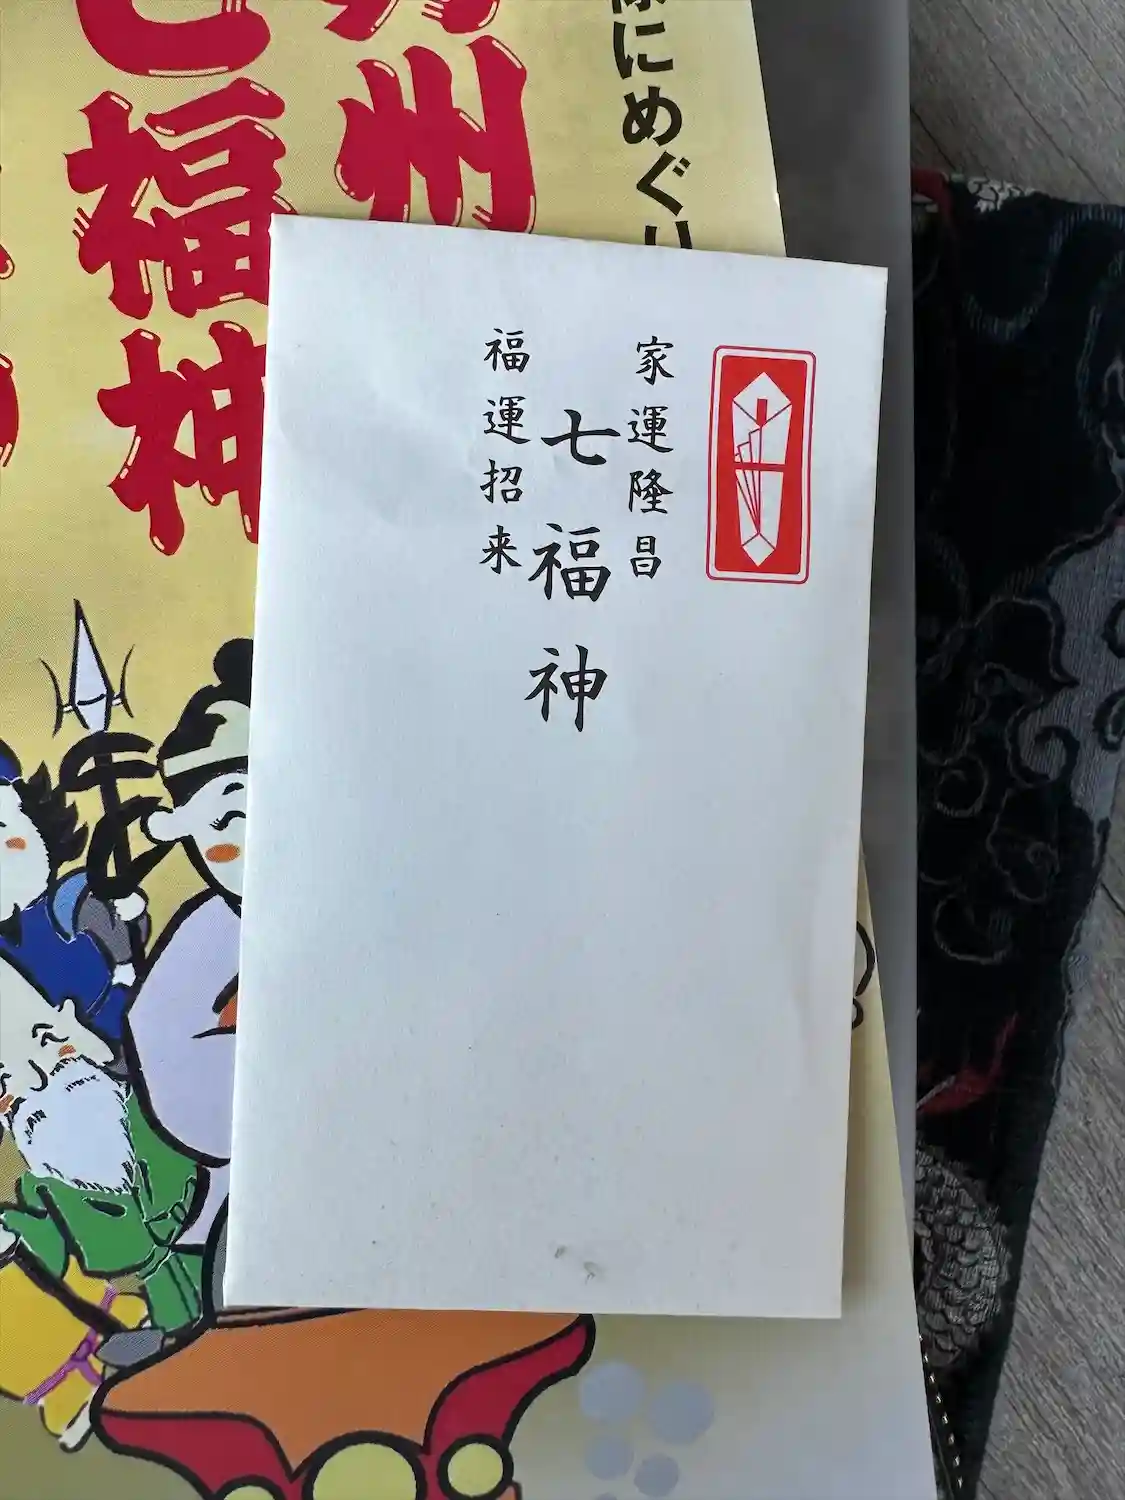 様にめぐり
州
七福神
家運隆昌
七福神
福運招来